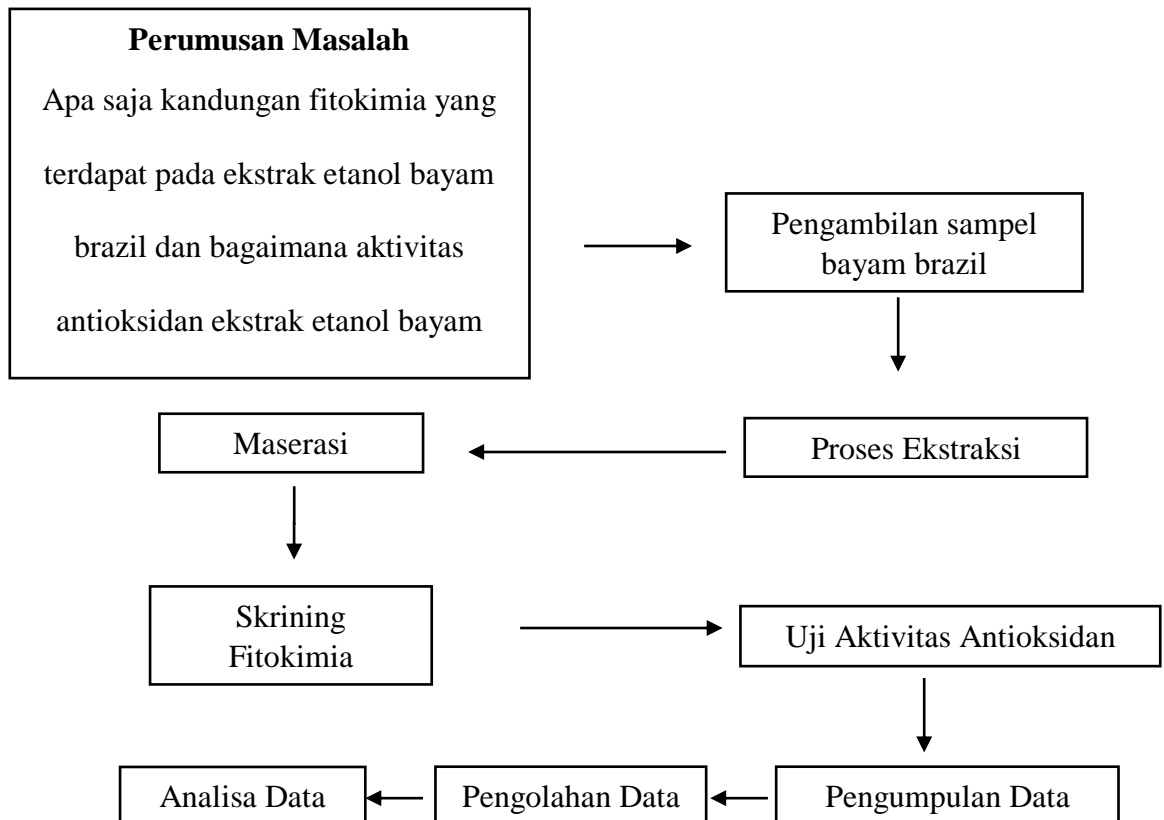 Perumusan Masalah
Apa saja kandungan fitokimia yang
terdapat pada ekstrak etanol bayam
brazil dan bagaimana aktivitas
antioksidan ekstrak etanol bayam
Pengambilan sampel
bayam brazil
Proses Ekstraksi
Maserasi
Skrining
Fitokimia
Uji Aktivitas Antioksidan
Pengumpulan Data
Pengolahan Data
Analisa Data